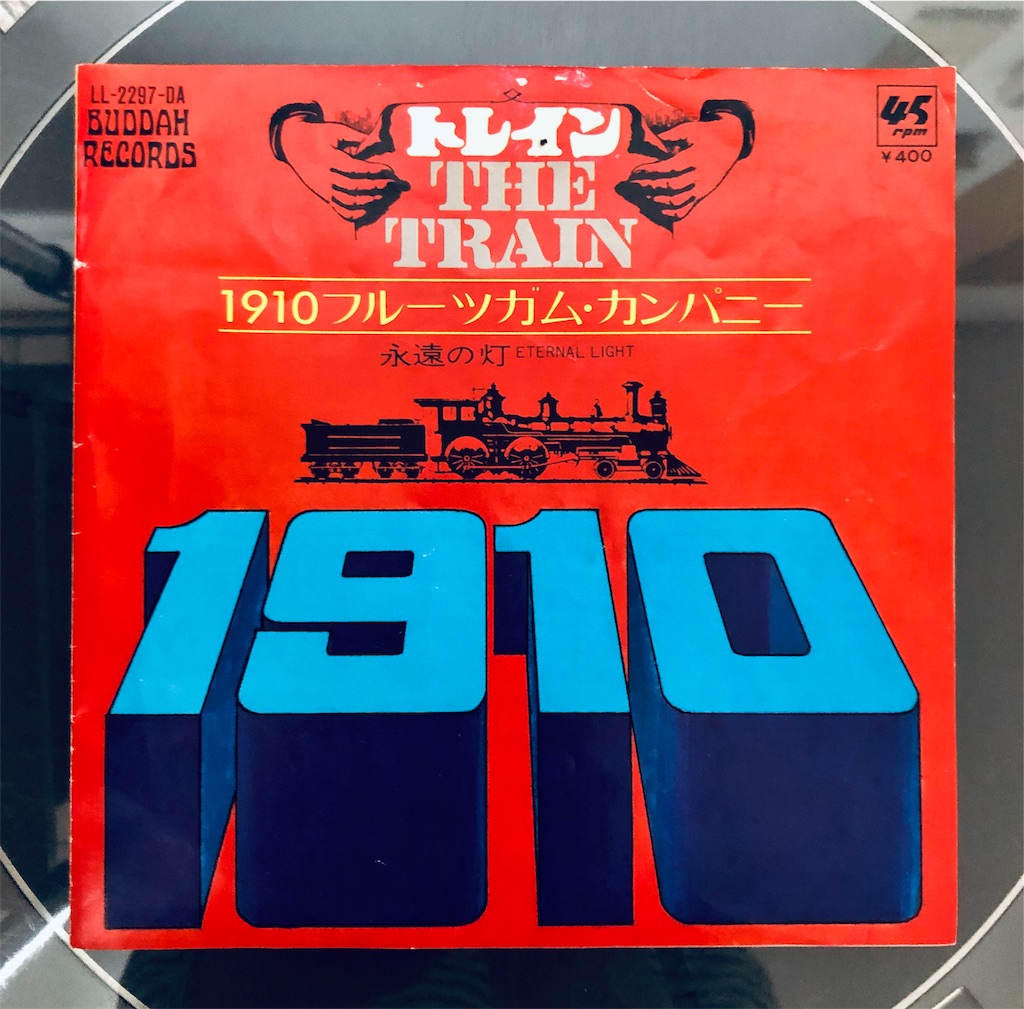 LL-2297-DA
BUDDAH
RECORDS
45
rpm
¥400
トレイン
THE
TRAIN
1910フルーツガム・カンパニー
永遠の灯 ETERNAL LIGHT
1910